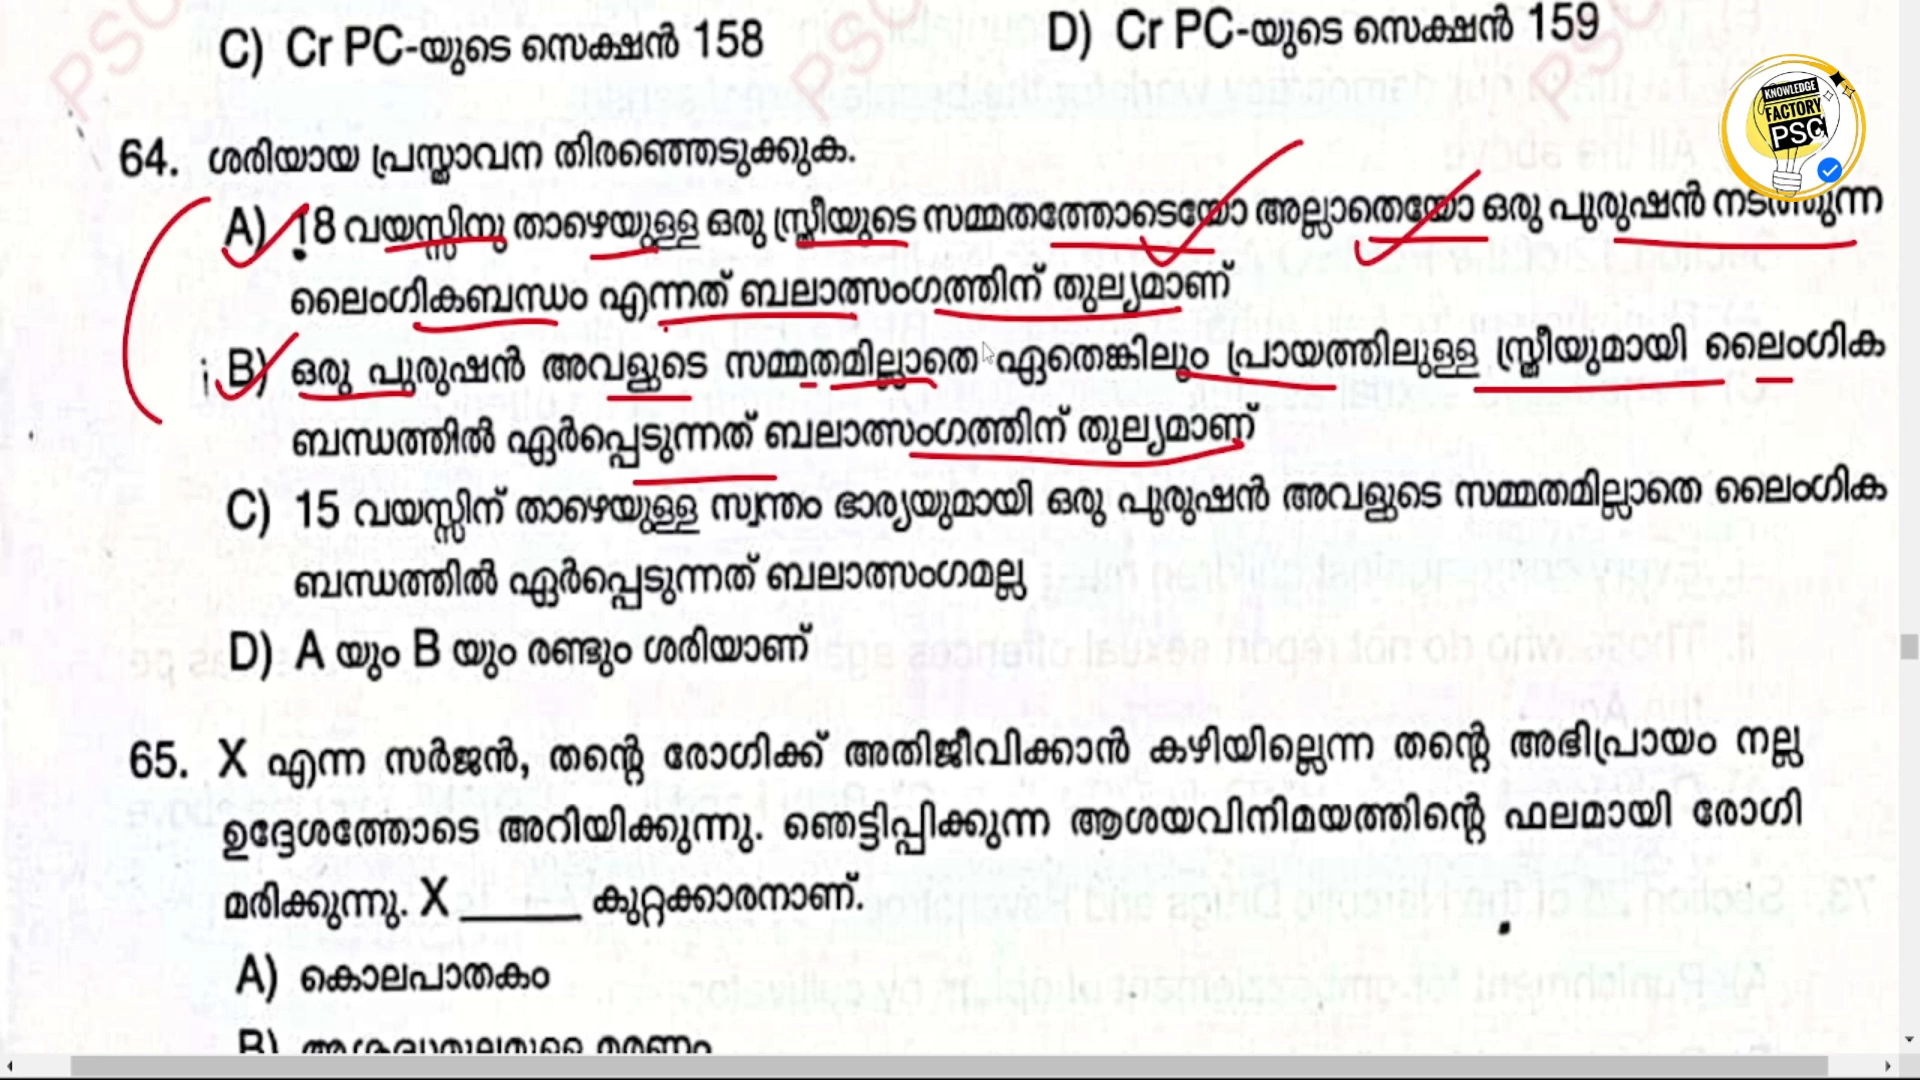 C) Cr PC-യുടെ സെക്ഷൻ 158
D) Cr PC-യുടെ സെക്ഷൻ 159
KNOWLEDGE
FACTORY
PSC
64. ശരിയായ പ്രസ്താവന തിരഞ്ഞെടുക്കുക.
A) 18 വയസ്സിനു താഴെയുള്ള ഒരു സ്ത്രീയുടെ സമ്മതത്തോടെയോ അല്ലാതെയോ ഒരു പുരുഷൻ നടത്തുന്ന
ലൈംഗികബന്ധം എന്നത് ബലാത്സംഗത്തിന് തുല്യമാണ്
B) ഒരു പുരുഷൻ അവളുടെ സമ്മതമില്ലാതെ ഏതെങ്കിലും പ്രായത്തിലുള്ള സ്ത്രീയുമായി ലൈംഗിക
ബന്ധത്തിൽ ഏർപ്പെടുന്നത് ബലാത്സംഗത്തിന് തുല്യമാണ്
C) 15 വയസ്സിന് താഴെയുള്ള സ്വന്തം ഭാര്യയുമായി ഒരു പുരുഷൻ അവളുടെ സമ്മതമില്ലാതെ ലൈംഗിക
ബന്ധത്തിൽ ഏർപ്പെടുന്നത് ബലാത്സംഗമല്ല
D) A യും B യും രണ്ടും ശരിയാണ്
65. X എന്ന സർജൻ, തന്റെ രോഗിക്ക് അതിജീവിക്കാൻ കഴിയില്ലെന്ന തന്റെ അഭിപ്രായം നല്ല
ഉദ്ദേശത്തോടെ അറിയിക്കുന്നു. ഞെട്ടിപ്പിക്കുന്ന ആശയവിനിമയത്തിന്റെ ഫലമായി രോഗി
മരിക്കുന്നു. X _____ കുറ്റക്കാരനാണ്.
A) കൊലപാതകം
B)